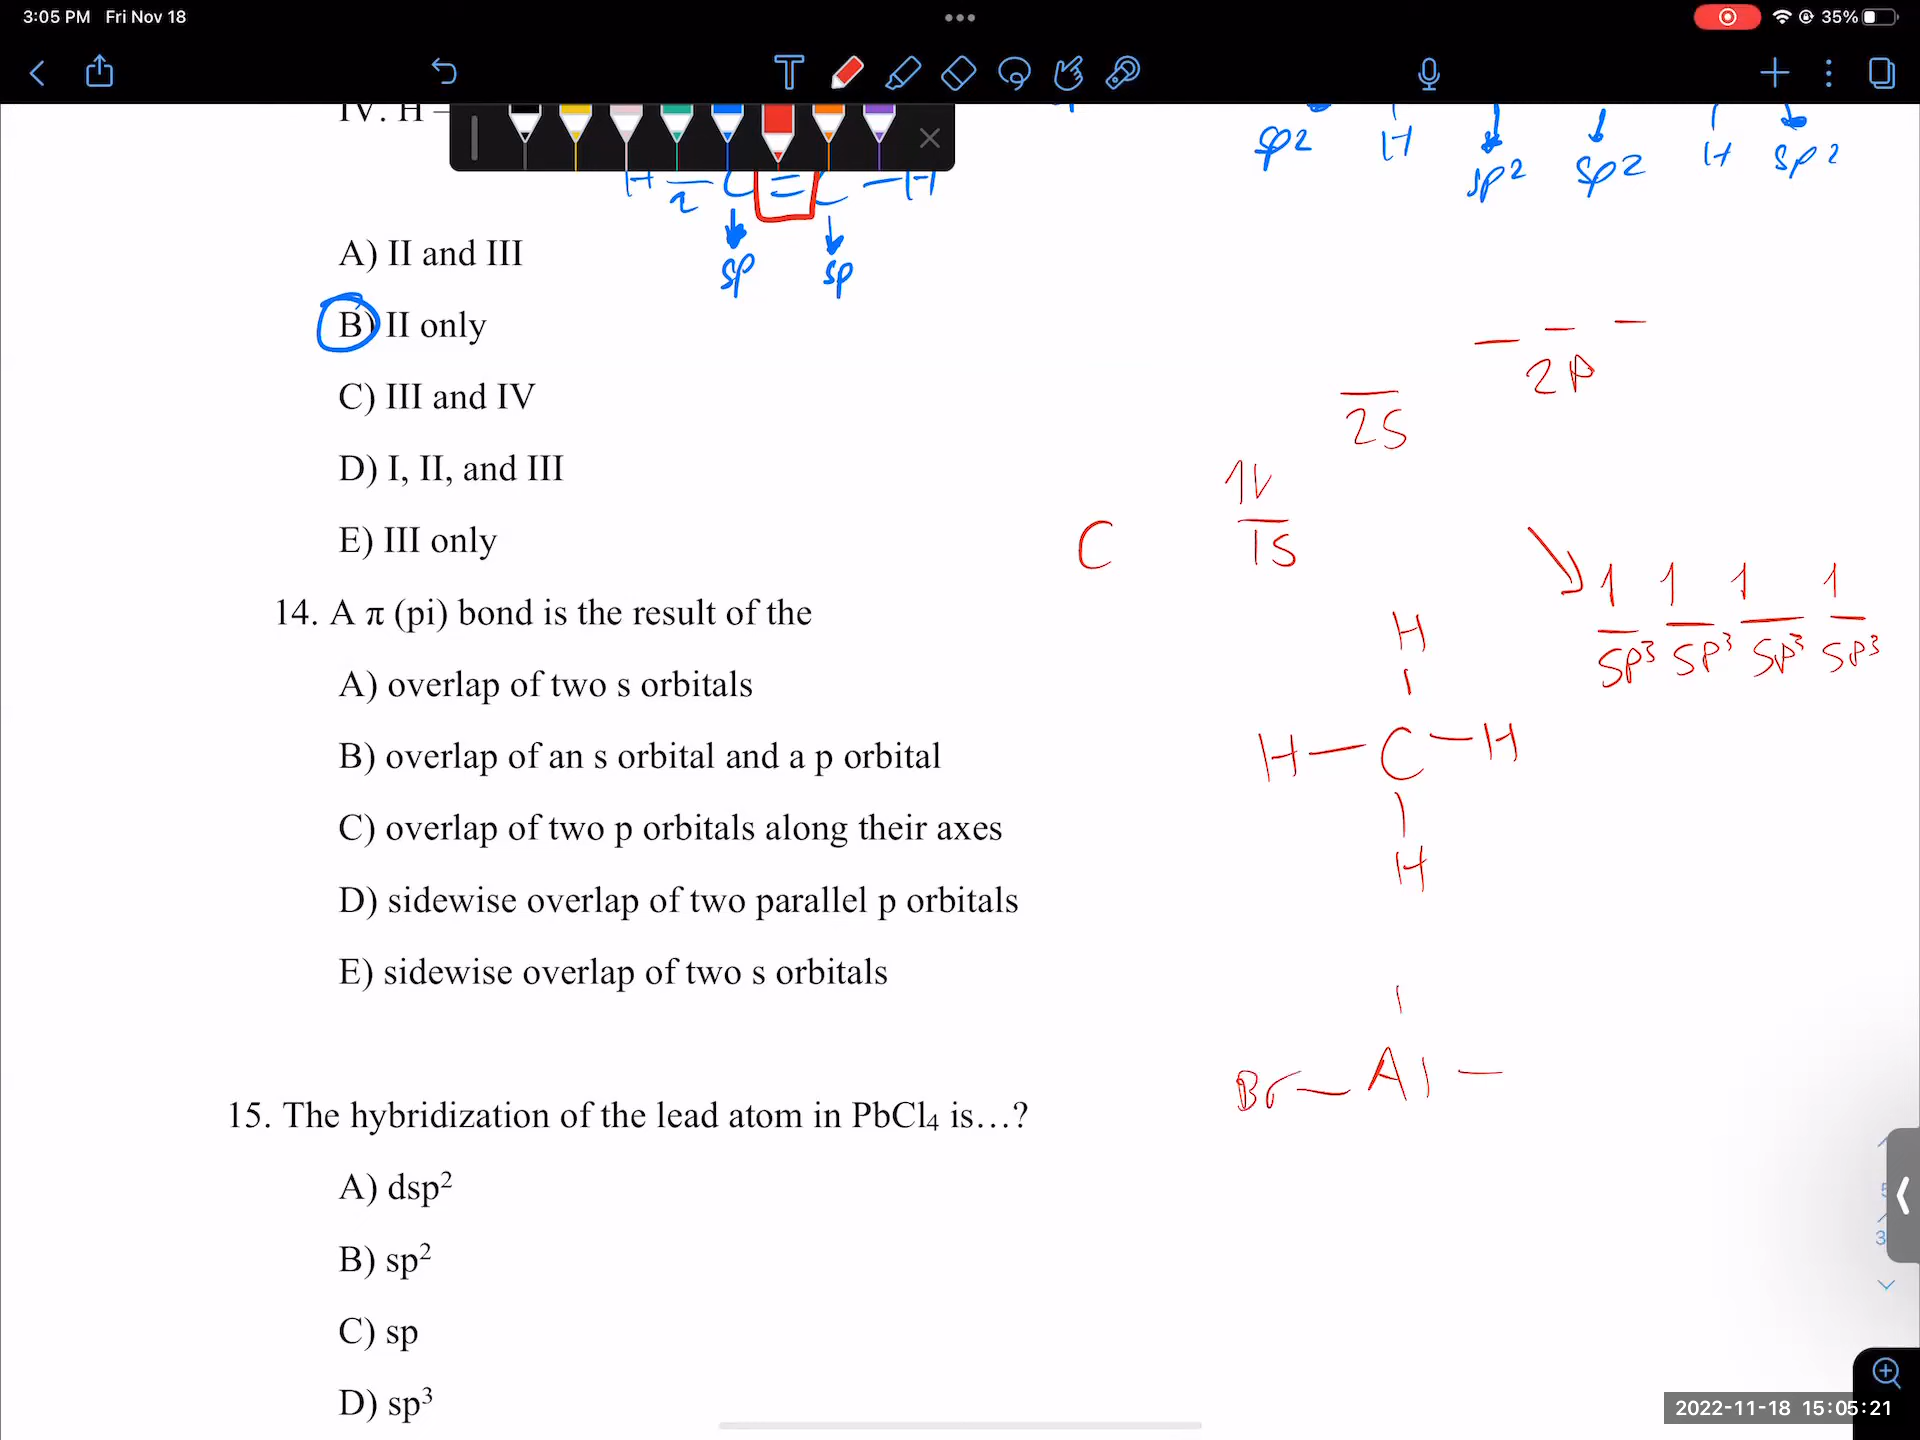 3:05 PM Fri Nov 18
35%
IV. H
H C = C - H
sp sp
sp2 H sp2 sp2 H sp2
A) II and III
B) II only
C) III and IV
D) I, II, and III
E) III only
2p
2s
1s
C
1 1 1 1
sp³ sp³ sp³ sp³
H
H - C - H
H
14. A π (pi) bond is the result of the
A) overlap of two s orbitals
B) overlap of an s orbital and a p orbital
C) overlap of two p orbitals along their axes
D) sidewise overlap of two parallel p orbitals
E) sidewise overlap of two s orbitals
Br - Al -
15. The hybridization of the lead atom in PbCl₄ is…?
A) dsp²
B) sp²
C) sp
D) sp³
2022-11-18 15:05:21